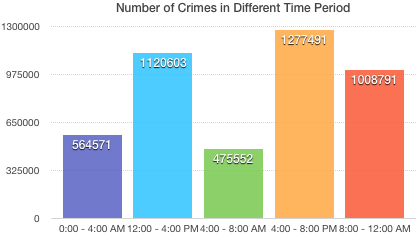 Number of Crimes in Different Time Period
1300000
975000
650000
325000
0
564571
1120603
475552
1277491
1008791
0:00 - 4:00 AM
12:00 - 4:00 PM
4:00 - 8:00 AM
4:00 - 8:00 PM
8:00 - 12:00 AM